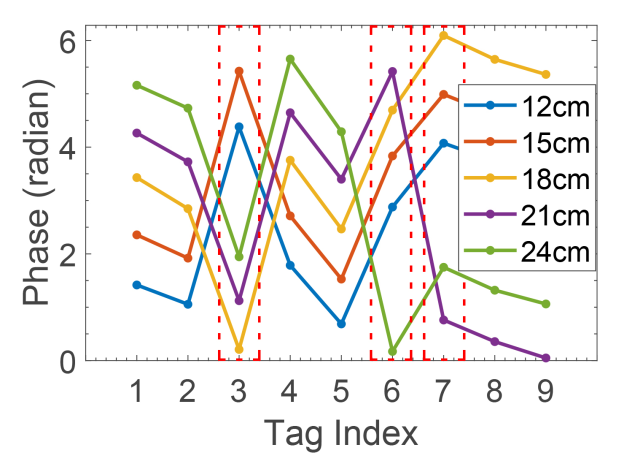 Phase (radian)
6
4
2
0
12cm
15cm
18cm
21cm
24cm
1 2 3 4 5 6 7 8 9
Tag Index